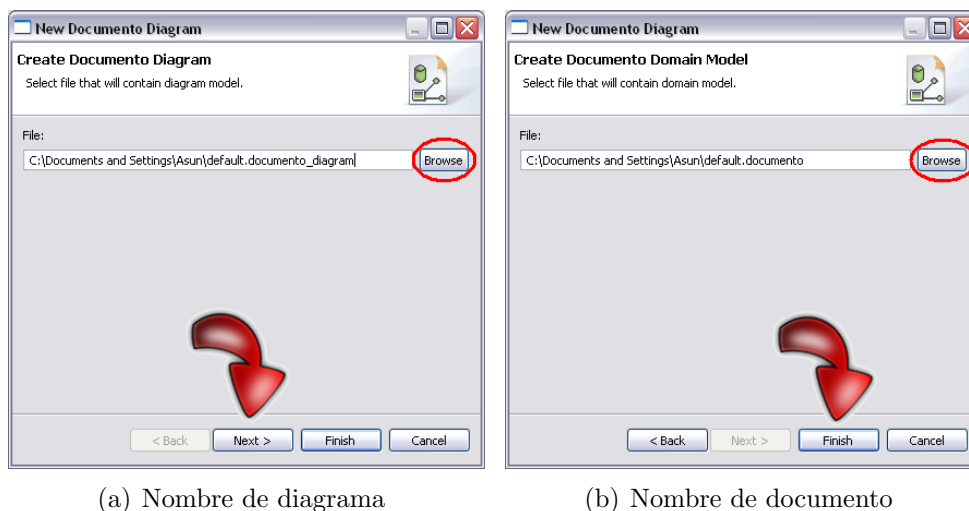 New Documento Diagram
Create Documento Diagram
Select file that will contain diagram model.
File:
C:\Documents and Settings\Asun\default.documento_diagram
Browse
< Back
Next >
Finish
Cancel
(a) Nombre de diagrama
New Documento Diagram
Create Documento Domain Model
Select file that will contain domain model.
File:
C:\Documents and Settings\Asun\default.documento
Browse
< Back
Next >
Finish
Cancel
(b) Nombre de documento